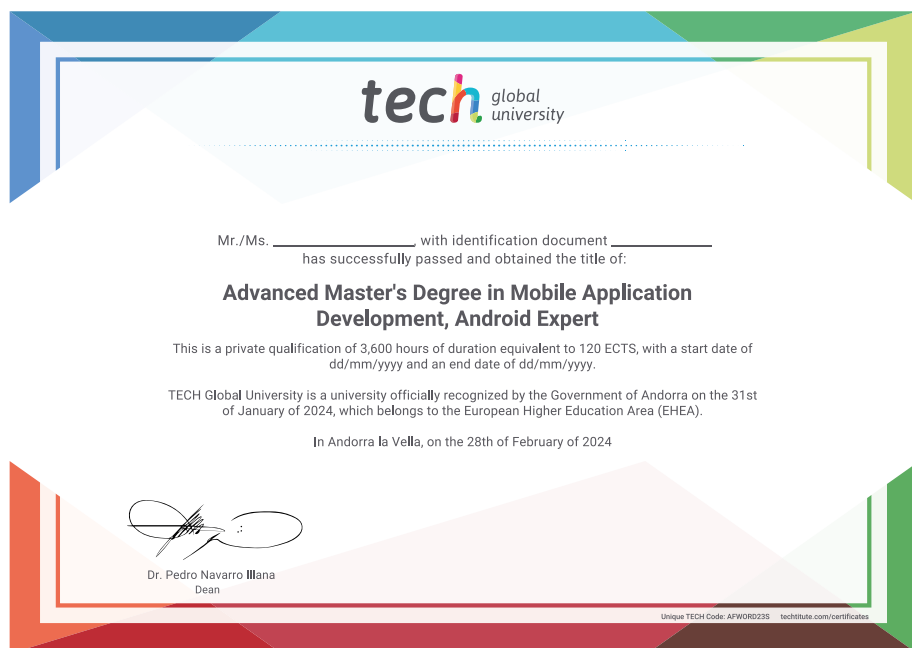 tech global university
Mr./Ms. ____________________, with identification document ______________
has successfully passed and obtained the title of:
Advanced Master's Degree in Mobile Application
Development, Android Expert
This is a private qualification of 3,600 hours of duration equivalent to 120 ECTS, with a start date of
dd/mm/yyyy and an end date of dd/mm/yyyy.
TECH Global University is a university officially recognized by the Government of Andorra on the 31st
of January of 2024, which belongs to the European Higher Education Area (EHEA).
In Andorra la Vella, on the 28th of February of 2024
Dr. Pedro Navarro Illana
Dean
Unique TECH Code: AFWORD23S techtitute.com/certificates